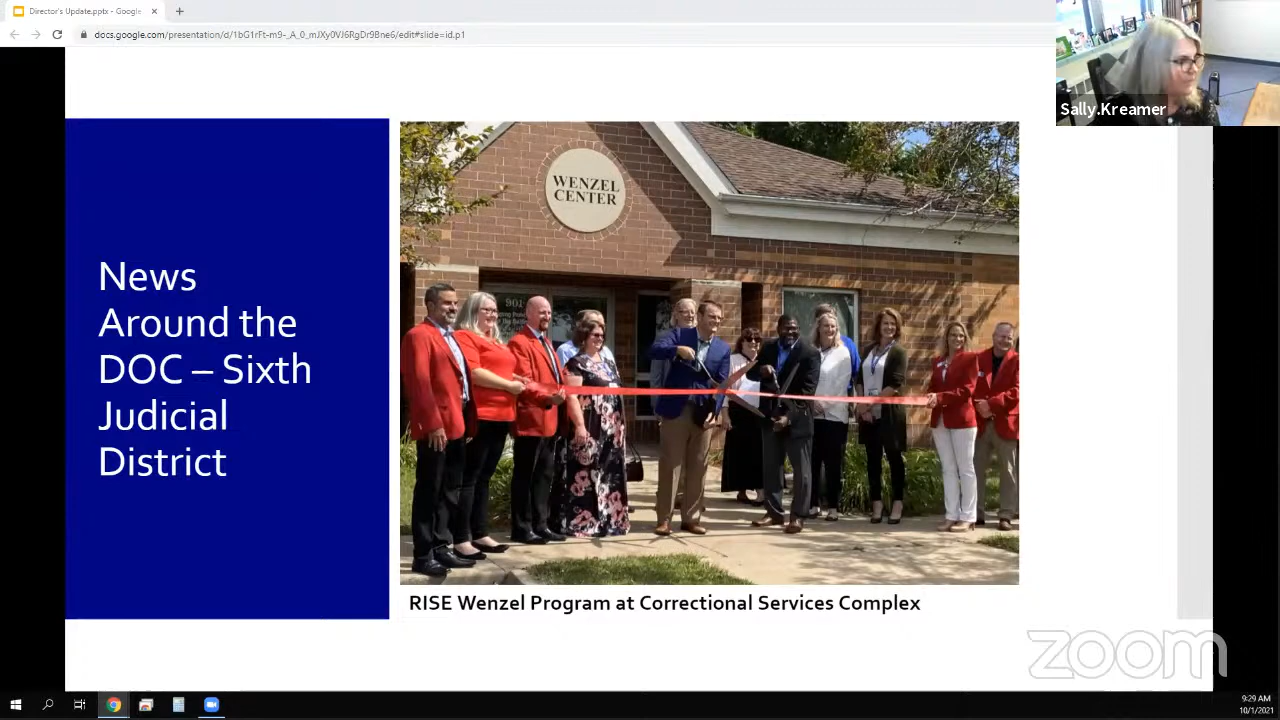 Director's Update.pptx - Google
docs.google.com/presentation/d/1bG1rFt-m9-_A_0_mJXy0VJ6RgDr9Bne6/edit#slide=id.p1
Sally.Kreamer
WENZEL
CENTER
901
News
Around the
DOC – Sixth
Judicial
District
RISE Wenzel Program at Correctional Services Complex
zoom
9:29 AM
10/1/2021